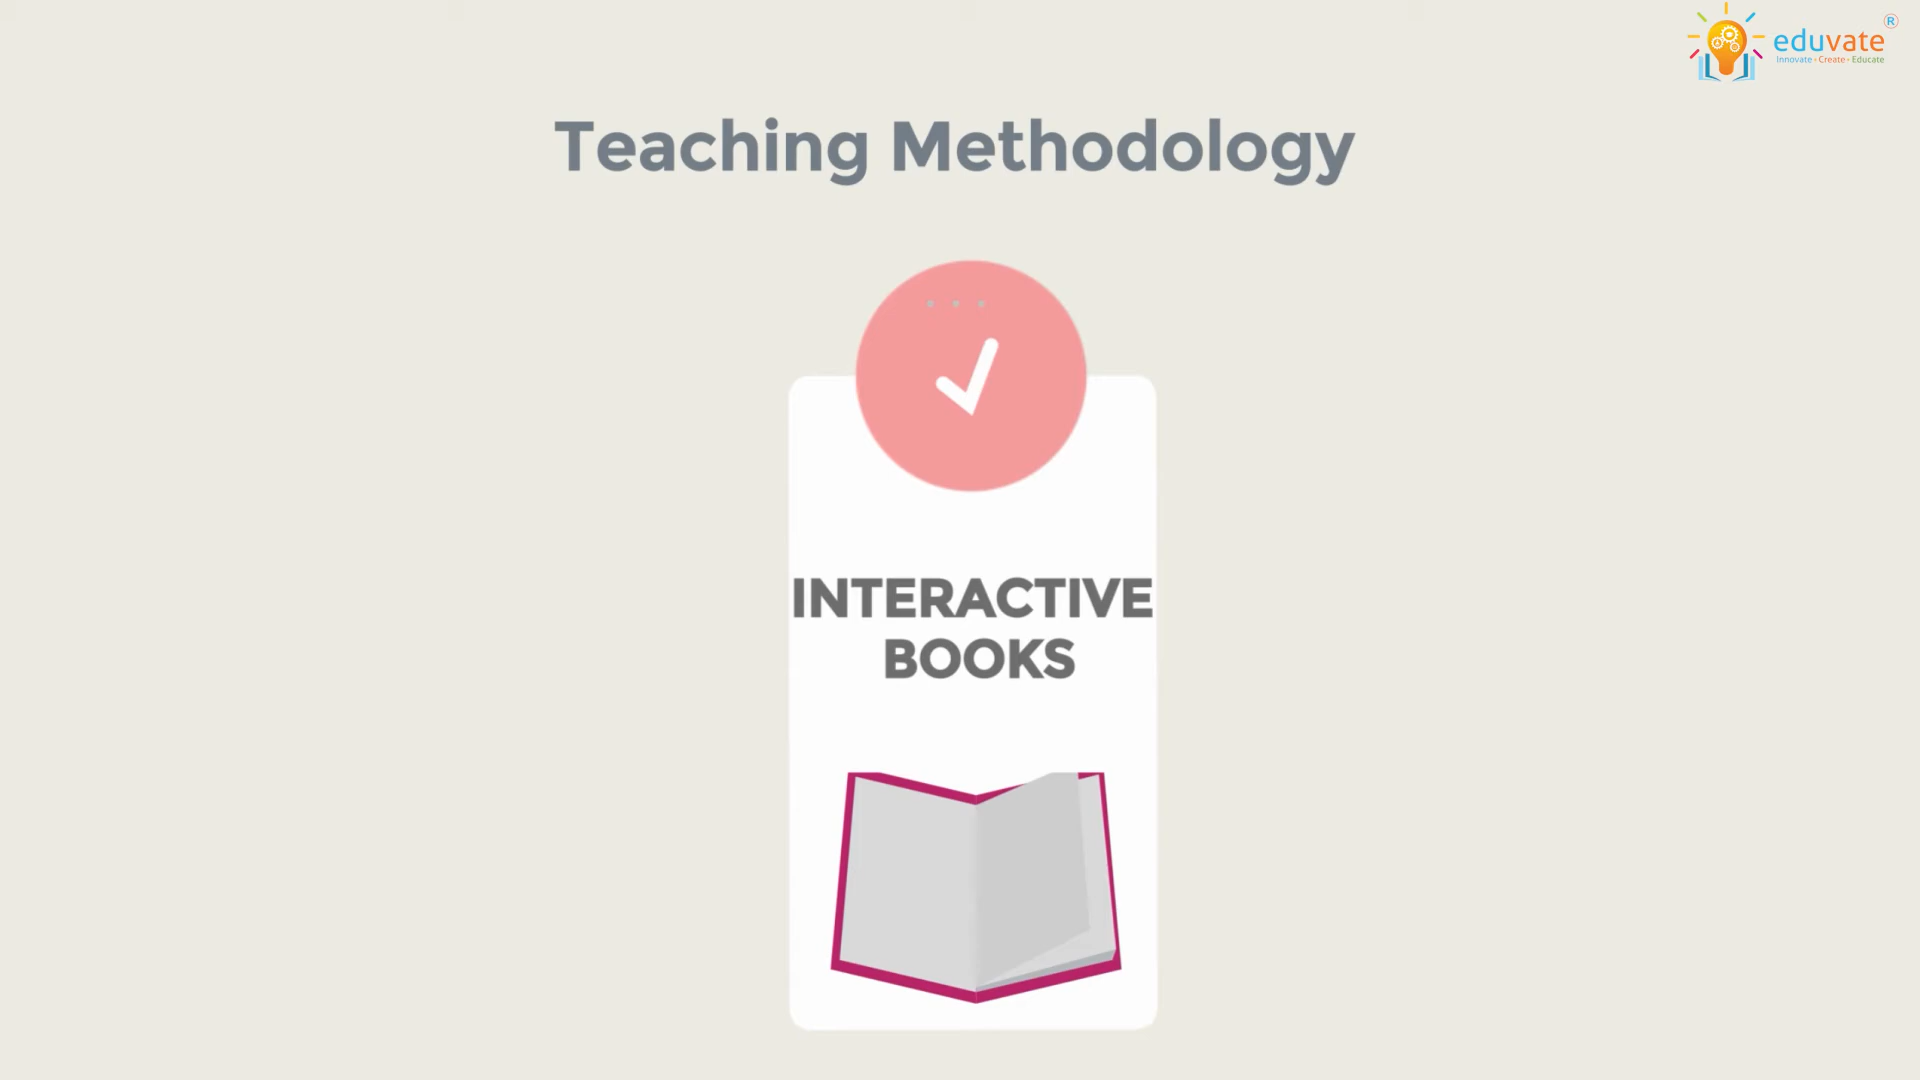 eduvate ®
Innovate • Create • Educate
Teaching Methodology
INTERACTIVE
BOOKS